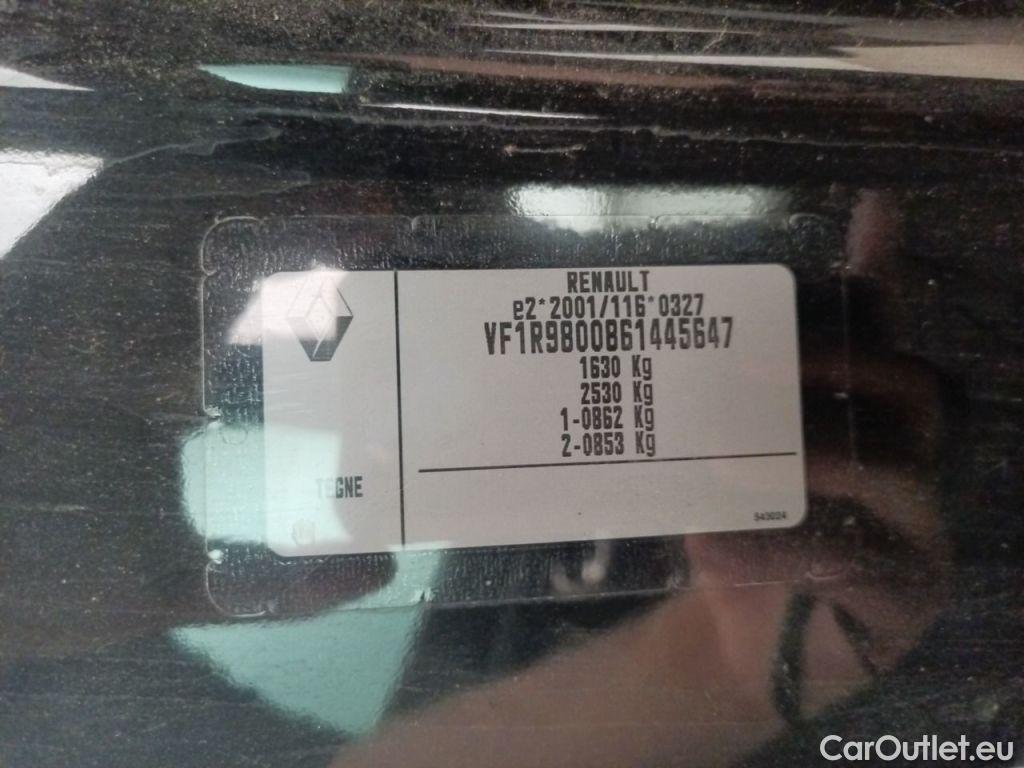 RENAULT
e2*2001/116*0327
VF1R9800861445647
1630 Kg
2530 Kg
1-0862 Kg
2-0853 Kg
TEGNE
543024
CarOutlet.eu